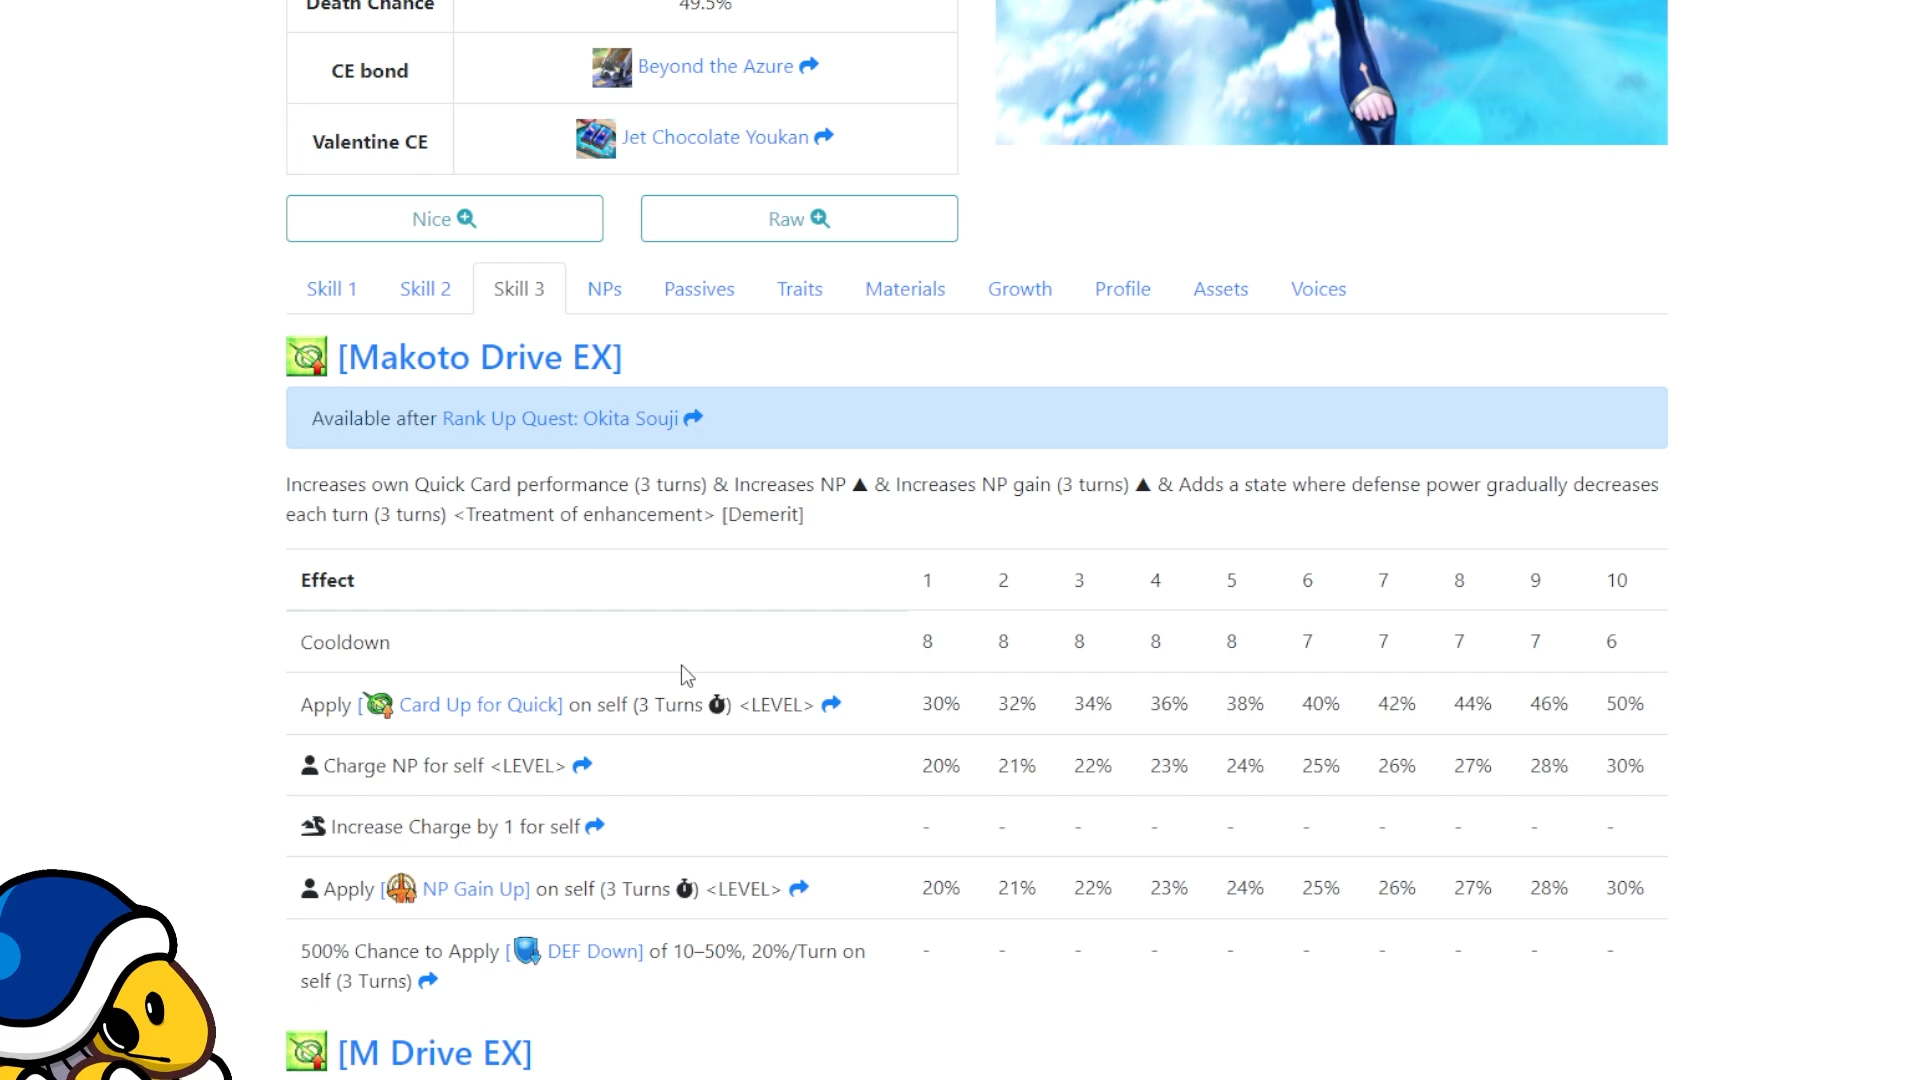 Death Chance 49.5%
CE bond Beyond the Azure
Valentine CE Jet Chocolate Youkan
Nice Raw
Skill 1 Skill 2 Skill 3 NPs Passives Traits Materials Growth Profile Assets Voices
[Makoto Drive EX]
Available after Rank Up Quest: Okita Souji
Increases own Quick Card performance (3 turns) & Increases NP ▲ & Increases NP gain (3 turns) ▲ & Adds a state where defense power gradually decreases
each turn (3 turns) <Treatment of enhancement> [Demerit]
Effect 1 2 3 4 5 6 7 8 9 10
Cooldown 8 8 8 8 8 7 7 7 7 6
Apply [Card Up for Quick] on self (3 Turns) <LEVEL> 30% 32% 34% 36% 38% 40% 42% 44% 46% 50%
Charge NP for self <LEVEL> 20% 21% 22% 23% 24% 25% 26% 27% 28% 30%
Increase Charge by 1 for self - - - - - - - - - -
Apply [NP Gain Up] on self (3 Turns) <LEVEL> 20% 21% 22% 23% 24% 25% 26% 27% 28% 30%
500% Chance to Apply [DEF Down] of 10–50%, 20%/Turn on - - - - - - - - - -
self (3 Turns)
[M Drive EX]